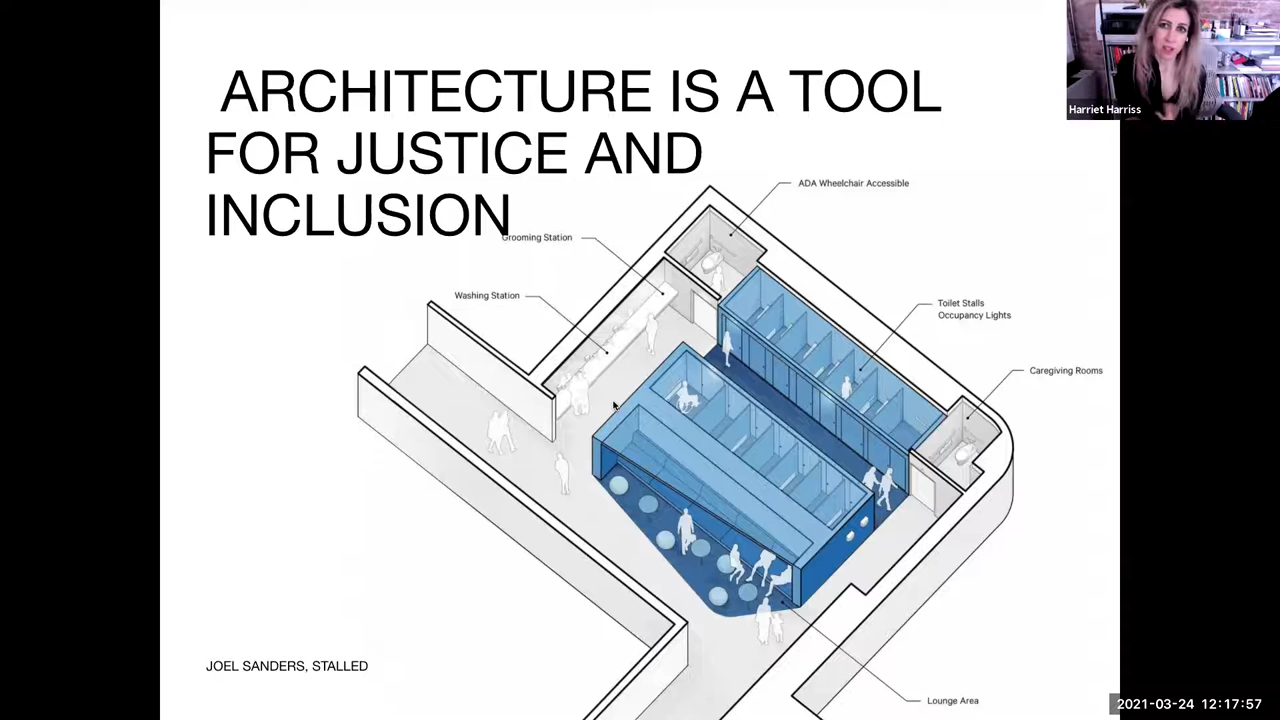 ARCHITECTURE IS A TOOL
FOR JUSTICE AND
INCLUSION
Harriet Harriss
ADA Wheelchair Accessible
Grooming Station
Washing Station
Toilet Stalls
Occupancy Lights
Caregiving Rooms
JOEL SANDERS, STALLED
Lounge Area
2021-03-24 12:17:57